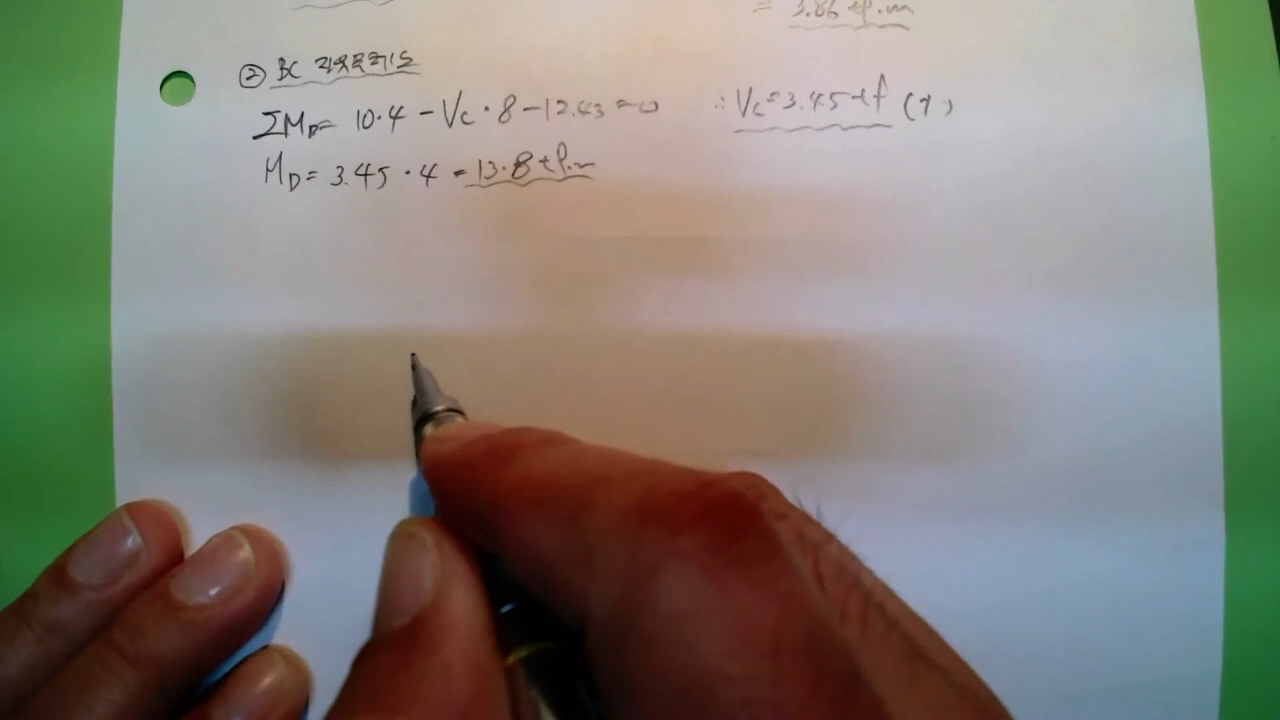 = 3.86 tf.m
② BC 자유물체도
ΣM_B= 10·4 - Vc·8 - 12.43 = 0 ∴ Vc = 3.45 tf (↑)
M_D = 3.45 · 4 = 13.8 tf.m